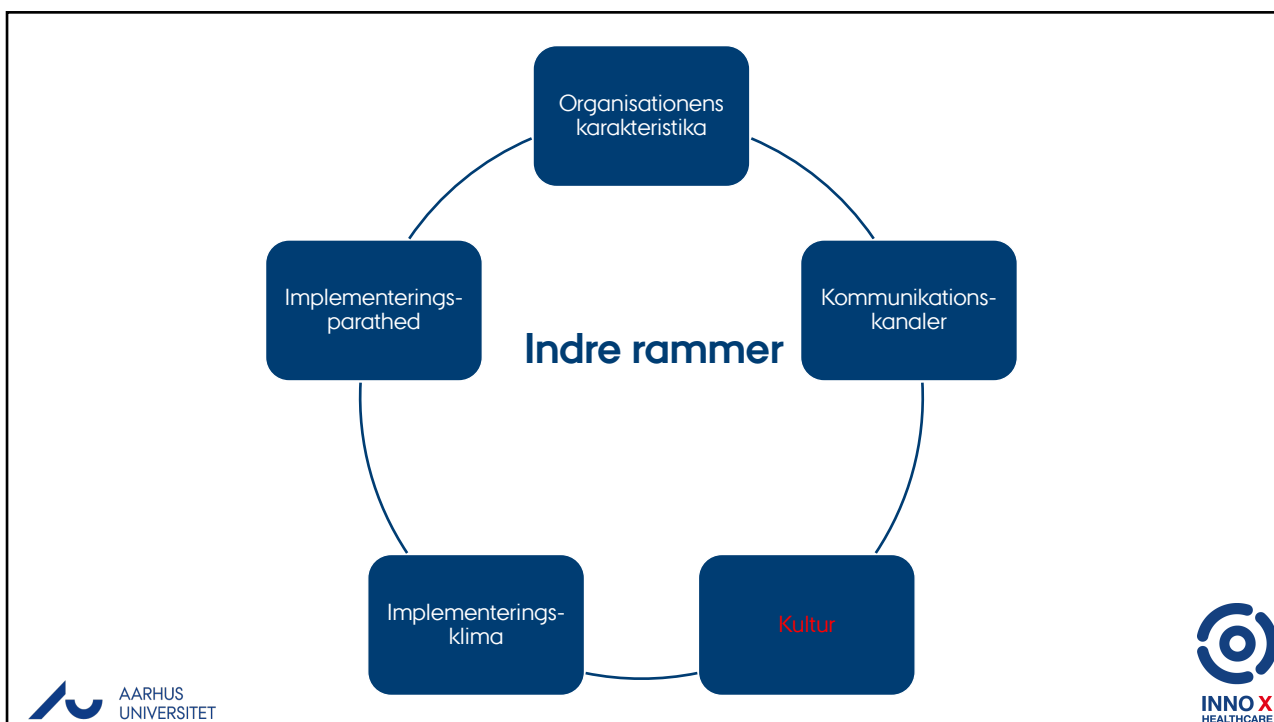 Organisationens
karakteristika
Implementerings-
parathed
Kommunikations-
kanaler
Indre rammer
Implementerings-
klima
Kultur
AARHUS
UNIVERSITET
INNO X
HEALTHCARE